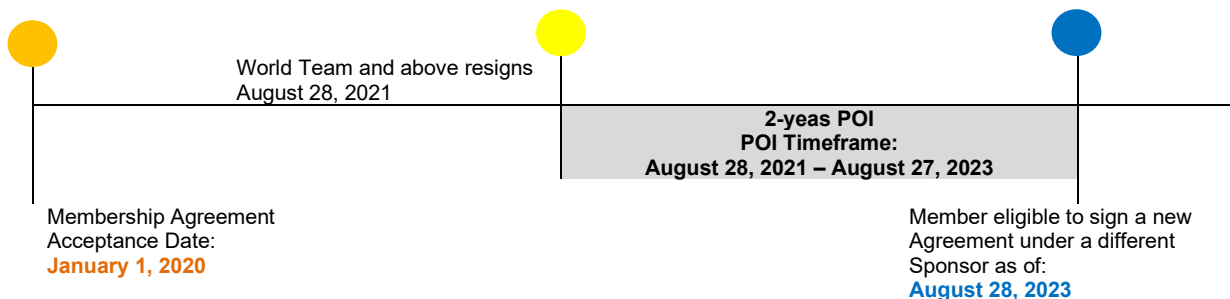 World Team and above resigns
August 28, 2021
2-yeas POI
POI Timeframe:
August 28, 2021 – August 27, 2023
Membership Agreement
Acceptance Date:
January 1, 2020
Member eligible to sign a new
Agreement under a different
Sponsor as of:
August 28, 2023